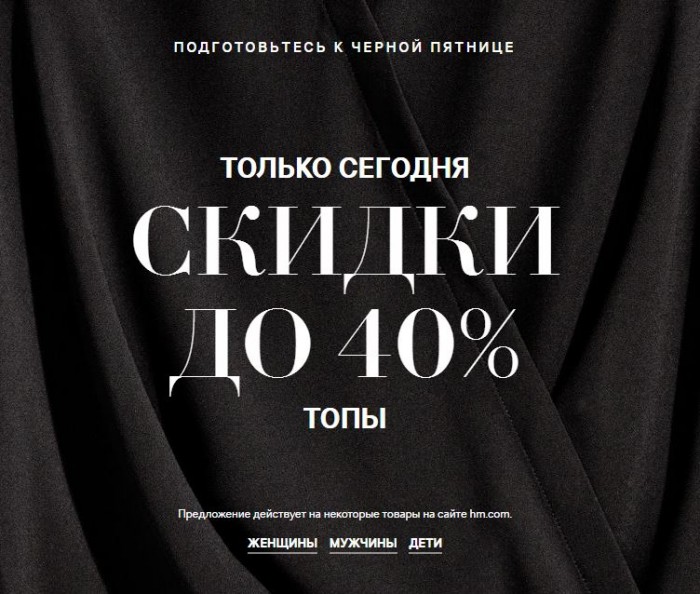 ПОДГОТОВЬТЕСЬ К ЧЕРНОЙ ПЯТНИЦЕ
ТОЛЬКО СЕГОДНЯ
СКИДКИ
ДО 40%
ТОПЫ
Предложение действует на некоторые товары на сайте hm.com.
ЖЕНЩИНЫ МУЖЧИНЫ ДЕТИ